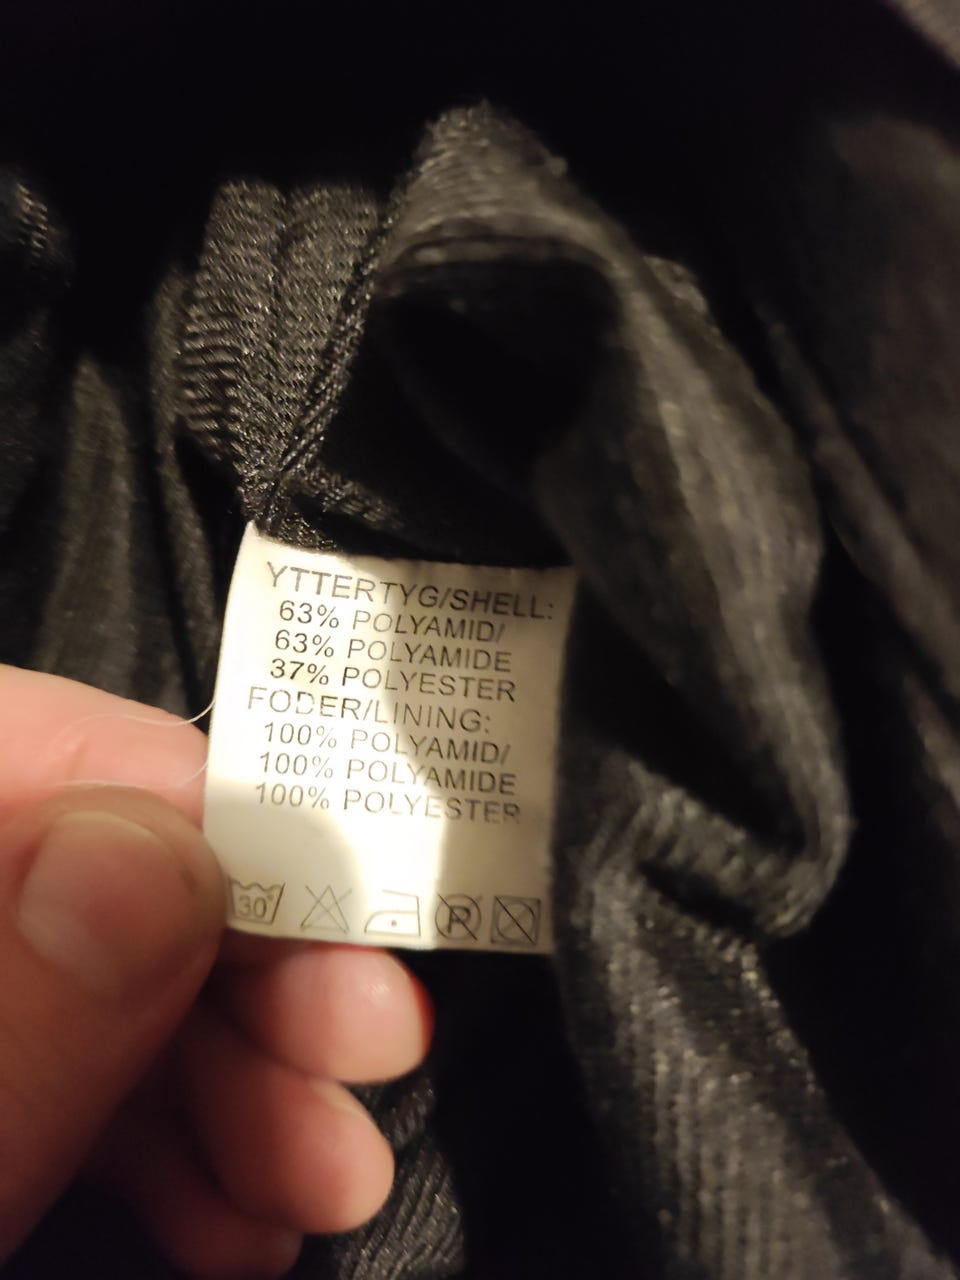 YTTERTYG/SHELL:
63% POLYAMID/
63% POLYAMIDE
37% POLYESTER
FODER/LINING:
100% POLYAMID/
100% POLYAMIDE
100% POLYESTER
30° P